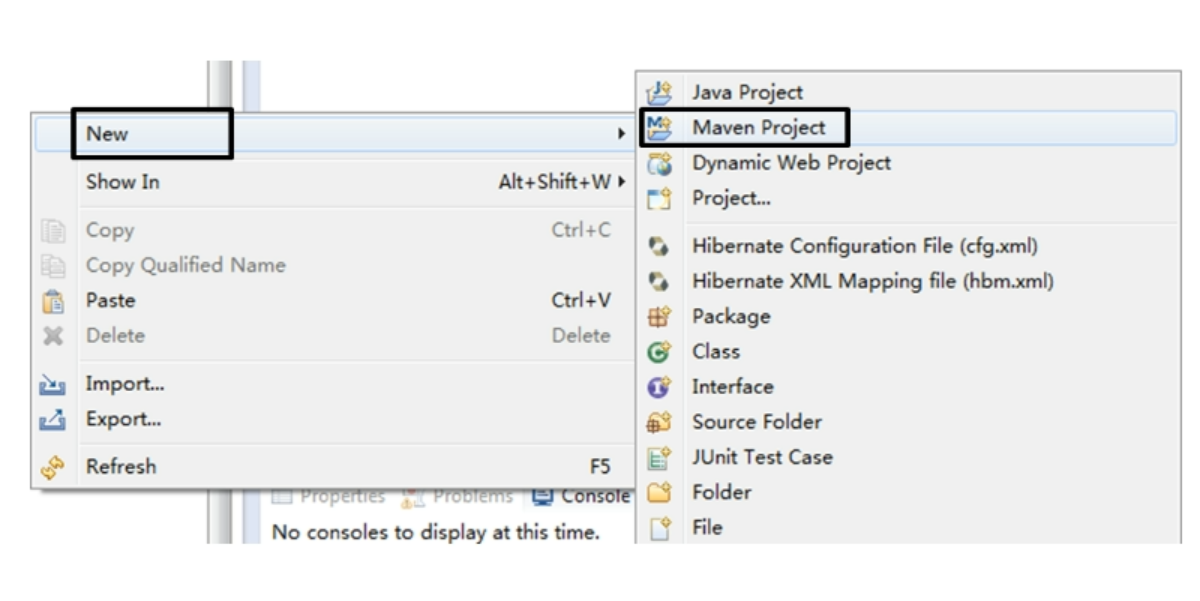 New
Show In Alt+Shift+W
Copy Ctrl+C
Copy Qualified Name
Paste Ctrl+V
Delete Delete
Import...
Export...
Refresh F5
Java Project
Maven Project
Dynamic Web Project
Project...
Hibernate Configuration File (cfg.xml)
Hibernate XML Mapping file (hbm.xml)
Package
Class
Interface
Source Folder
JUnit Test Case
Folder
File
Properties Problems Console
No consoles to display at this time.